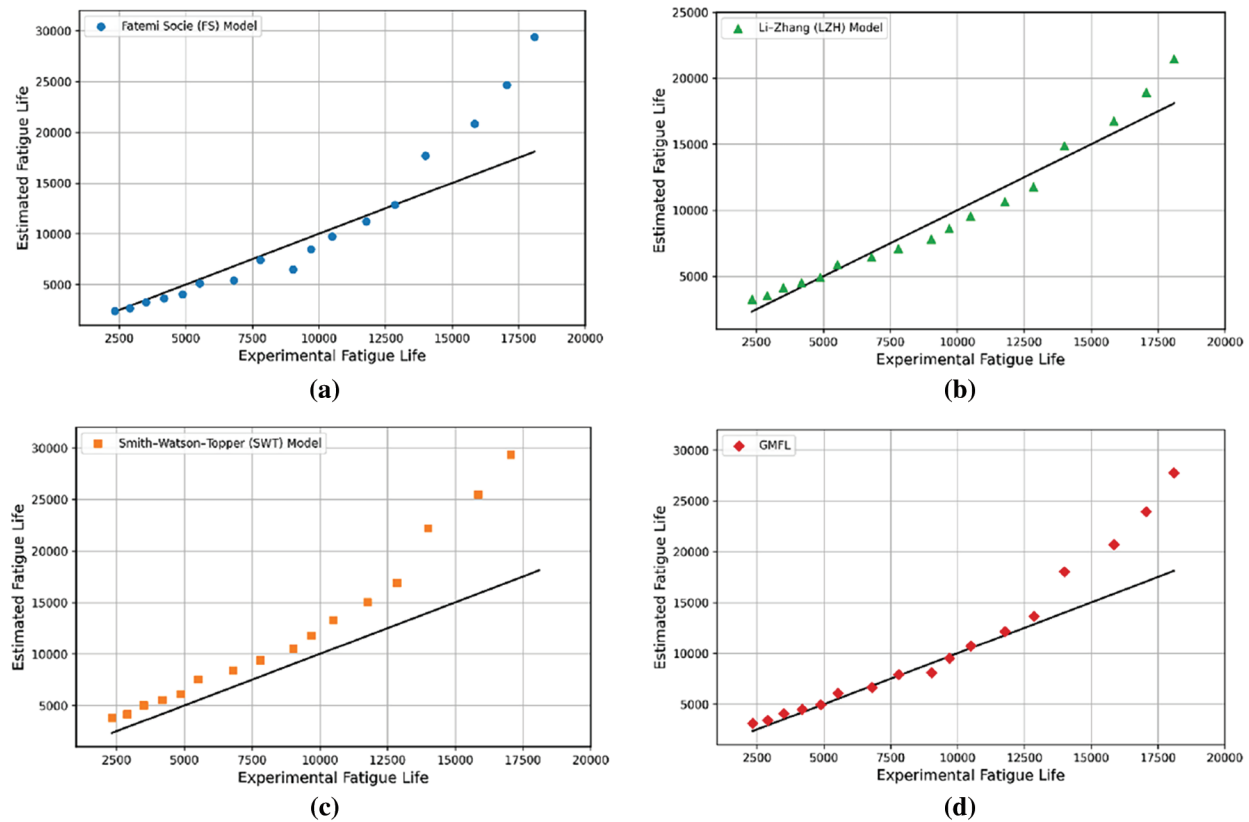 Fatemi Socie (FS) Model
Estimated Fatigue Life
30000
25000
20000
15000
10000
5000
2500 5000 7500 10000 12500 15000 17500 20000
Experimental Fatigue Life
(a)
Li–Zhang (LZH) Model
Estimated Fatigue Life
25000
20000
15000
10000
5000
2500 5000 7500 10000 12500 15000 17500 20000
Experimental Fatigue Life
(b)
Smith–Watson–Topper (SWT) Model
Estimated Fatigue Life
30000
25000
20000
15000
10000
5000
2500 5000 7500 10000 12500 15000 17500 20000
Experimental Fatigue Life
(c)
GMFL
Estimated Fatigue Life
30000
25000
20000
15000
10000
5000
2500 5000 7500 10000 12500 15000 17500 20000
Experimental Fatigue Life
(d)